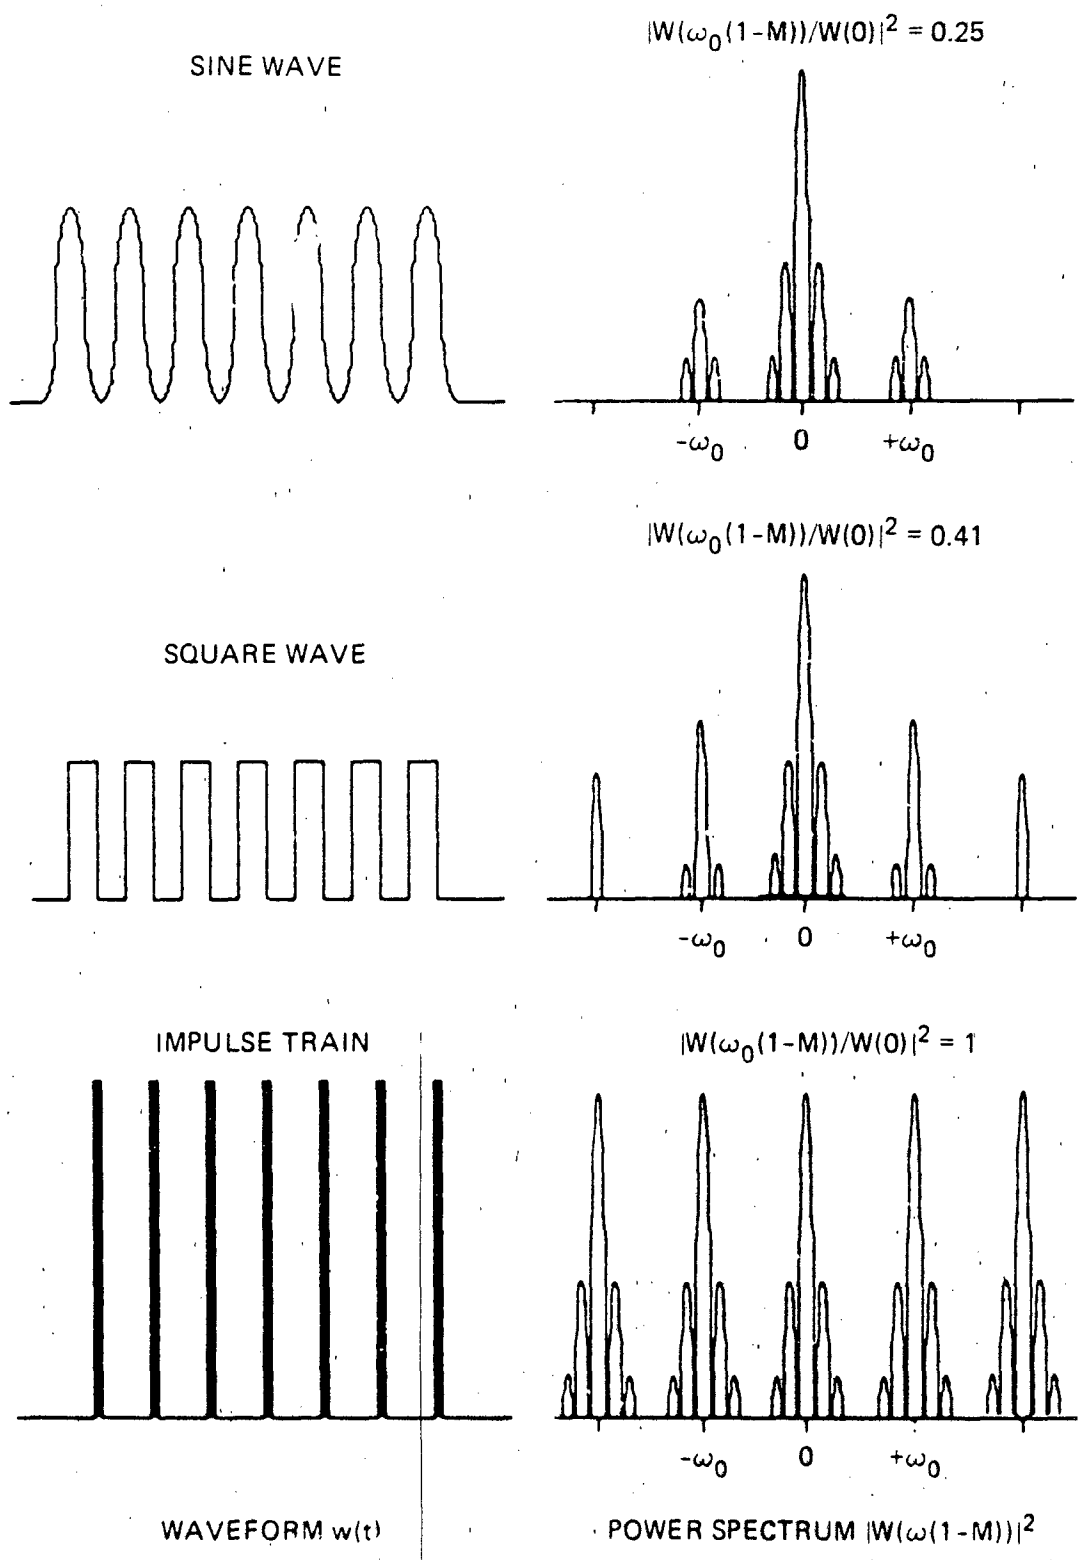 SINE WAVE
|W(ω₀(1-M))/W(0)|² = 0.25
-ω₀ 0 +ω₀
SQUARE WAVE
|W(ω₀(1-M))/W(0)|² = 0.41
-ω₀ 0 +ω₀
IMPULSE TRAIN
|W(ω₀(1-M))/W(0)|² = 1
-ω₀ 0 +ω₀
WAVEFORM w(t)
POWER SPECTRUM |W(ω(1-M))|²